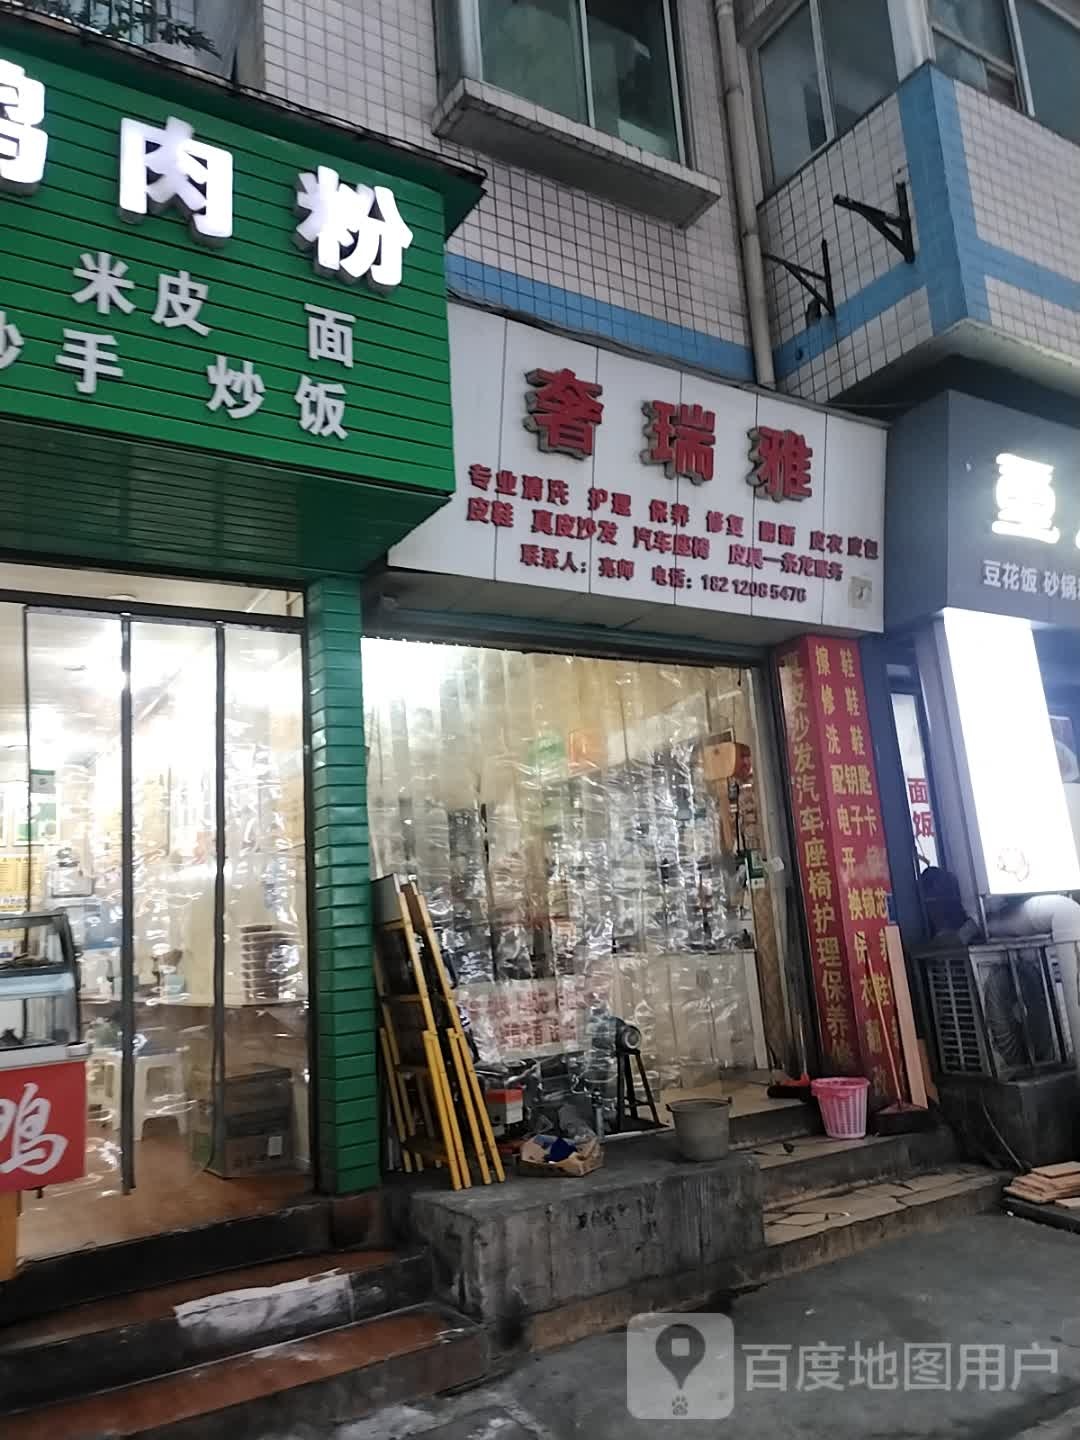 肉粉
米皮 面
抄手 炒饭
奢瑞雅
专业清洗 护理 保养 修复 翻新 皮衣 皮包
皮鞋 真皮沙发 汽车座椅 皮具一条龙服务
联系人：亮师 电话：18212085476
真皮沙发汽车座椅护理保养
擦鞋
修鞋
洗鞋
配钥匙
电子卡
开锁
换锁芯
豆花饭 砂锅
面
饭
鸭
百度地图用户